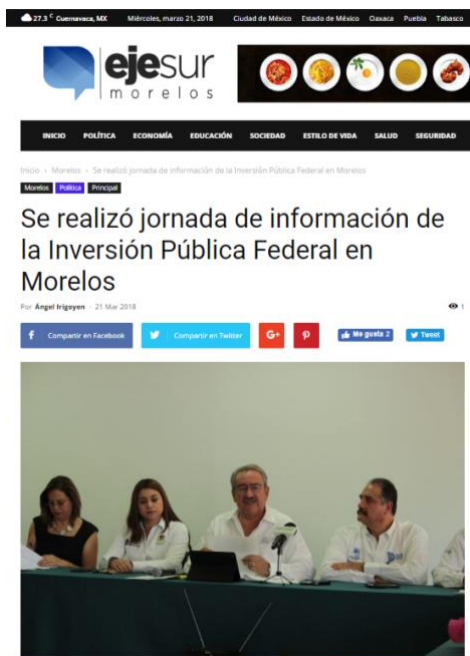 27.3 C Cuernavaca, MX Miércoles, marzo 21, 2018 Ciudad de México Estado de México Oaxaca Puebla Tabasco
ejesur
morelos
INICIO POLÍTICA ECONOMÍA EDUCACIÓN SOCIEDAD ESTILO DE VIDA SALUD SEGURIDAD
Inicio › Morelos › Se realizó jornada de información de la Inversión Pública Federal en Morelos
Morelos Política Principal
Se realizó jornada de información de
la Inversión Pública Federal en
Morelos
Por Ángel Irigoyen - 21 Mar 2018 1
f Compartir en Facebook Compartir en Twitter G+ Me gusta 2 Tweet